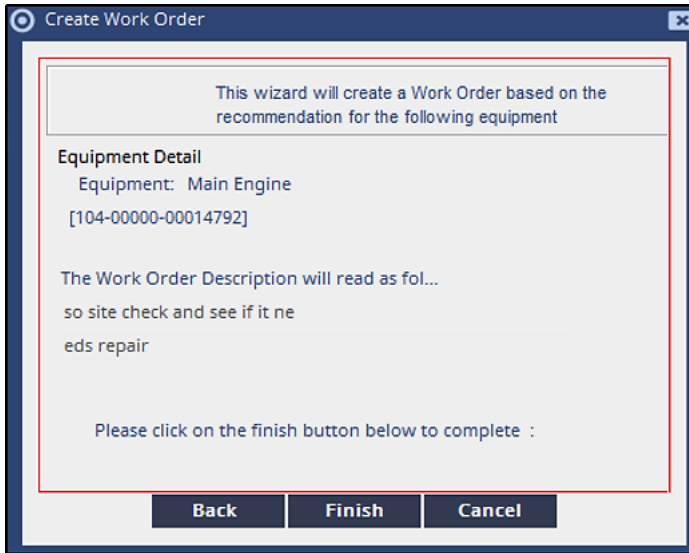 Create Work Order
This wizard will create a Work Order based on the
recommendation for the following equipment
Equipment Detail
Equipment: Main Engine
[104-00000-00014792]
The Work Order Description will read as fol...
so site check and see if it ne
eds repair
Please click on the finish button below to complete :
Back Finish Cancel